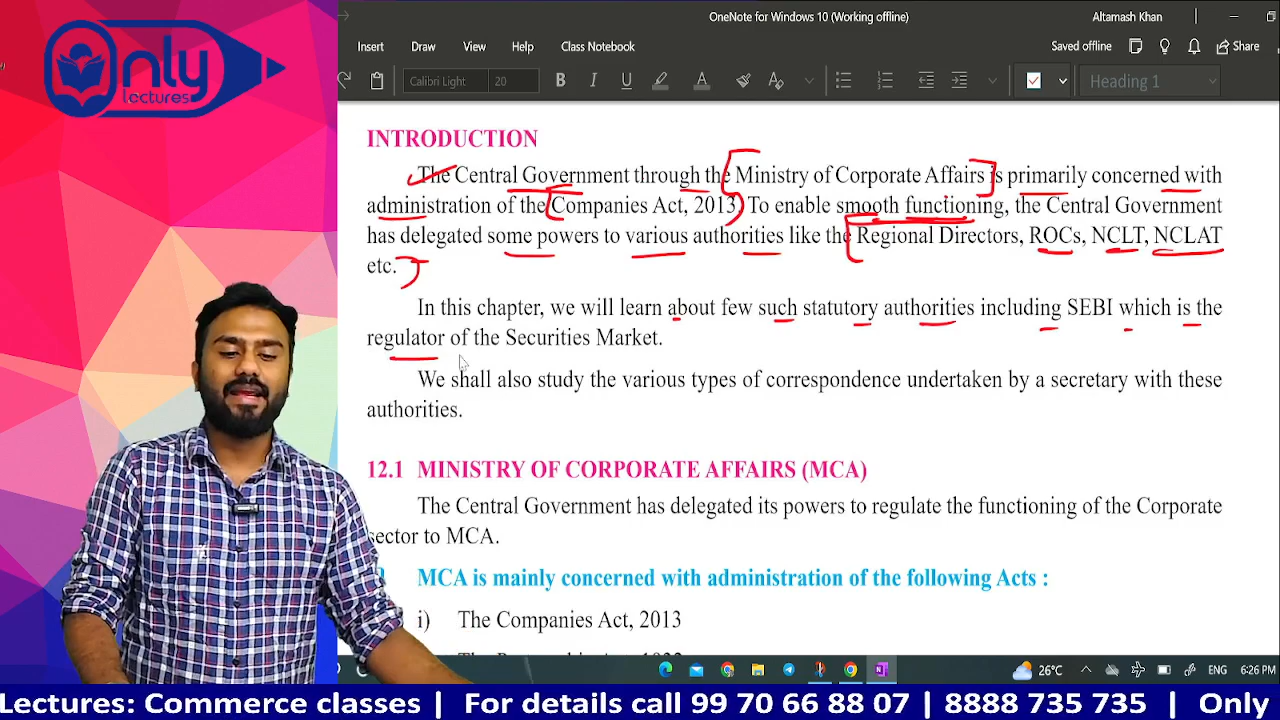 Only
lectures
OneNote for Windows 10 (Working offline)
Altamash Khan
Insert Draw View Help Class Notebook
Saved offline
Share
Calibri Light 20
B I U A
Heading 1
INTRODUCTION
The Central Government through the Ministry of Corporate Affairs is primarily concerned with
administration of the Companies Act, 2013. To enable smooth functioning, the Central Government
has delegated some powers to various authorities like the Regional Directors, ROCs, NCLT, NCLAT
etc.
In this chapter, we will learn about few such statutory authorities including SEBI which is the
regulator of the Securities Market.
We shall also study the various types of correspondence undertaken by a secretary with these
authorities.
12.1 MINISTRY OF CORPORATE AFFAIRS (MCA)
The Central Government has delegated its powers to regulate the functioning of the Corporate
sector to MCA.
MCA is mainly concerned with administration of the following Acts :
i) The Companies Act, 2013
26°C
ENG
6:26 PM
Lectures: Commerce classes | For details call 99 70 66 88 07 | 8888 735 735 | Only